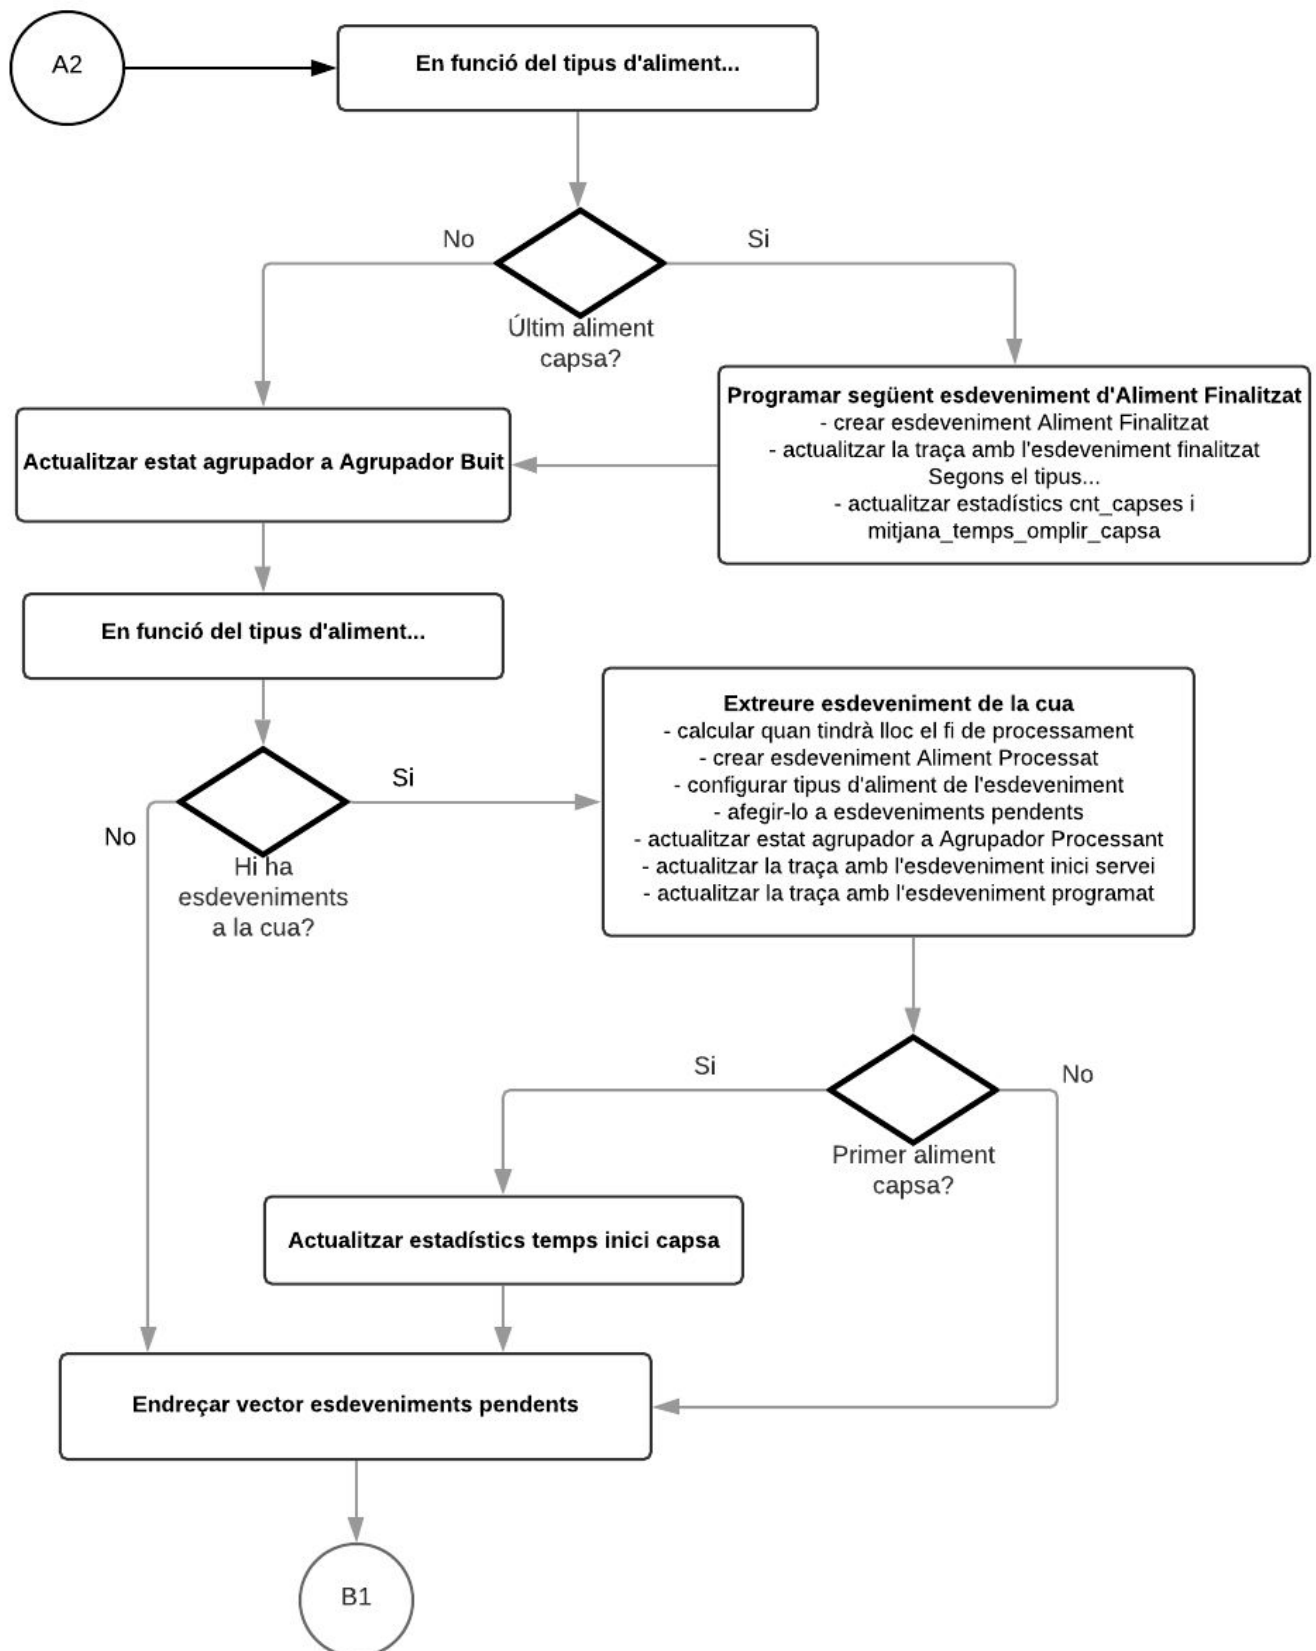 A2
En funció del tipus d'aliment...
No
Si
Últim aliment
capsa?
Programar següent esdeveniment d'Aliment Finalitzat
- crear esdeveniment Aliment Finalitzat
- actualitzar la traça amb l'esdeveniment finalitzat
Segons el tipus...
- actualitzar estadístics cnt_capses i
mitjana_temps_omplir_capsa
Actualitzar estat agrupador a Agrupador Buit
En funció del tipus d'aliment...
Extreure esdeveniment de la cua
- calcular quan tindrà lloc el fi de processament
- crear esdeveniment Aliment Processat
- configurar tipus d'aliment de l'esdeveniment
- afegir-lo a esdeveniments pendents
- actualitzar estat agrupador a Agrupador Processant
- actualitzar la traça amb l'esdeveniment inici servei
- actualitzar la traça amb l'esdeveniment programat
Si
No
Hi ha
esdeveniments
a la cua?
Si
No
Primer aliment
capsa?
Actualitzar estadístics temps inici capsa
Endreçar vector esdeveniments pendents
B1